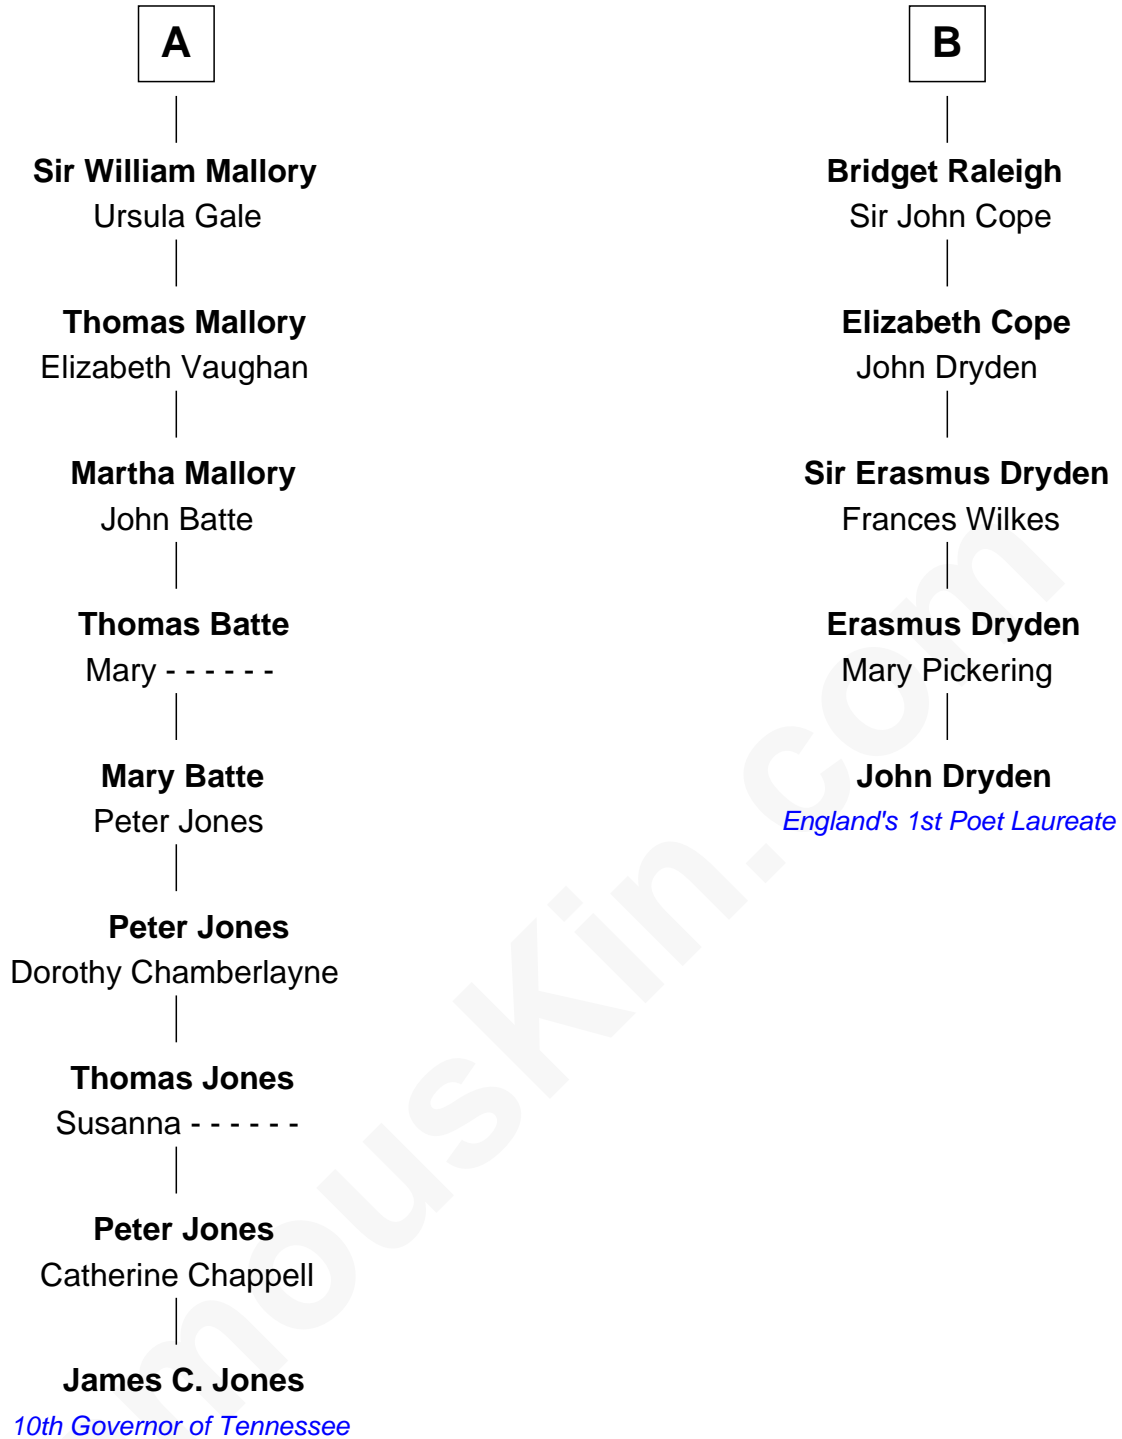 A
Sir William Mallory
Ursula Gale
Thomas Mallory
Elizabeth Vaughan
Martha Mallory
John Batte
Thomas Batte
Mary - - - - - -
Mary Batte
Peter Jones
Peter Jones
Dorothy Chamberlayne
Thomas Jones
Susanna - - - - - -
Peter Jones
Catherine Chappell
James C. Jones
10th Governor of Tennessee
B
Bridget Raleigh
Sir John Cope
Elizabeth Cope
John Dryden
Sir Erasmus Dryden
Frances Wilkes
Erasmus Dryden
Mary Pickering
John Dryden
England's 1st Poet Laureate
mousKin.com